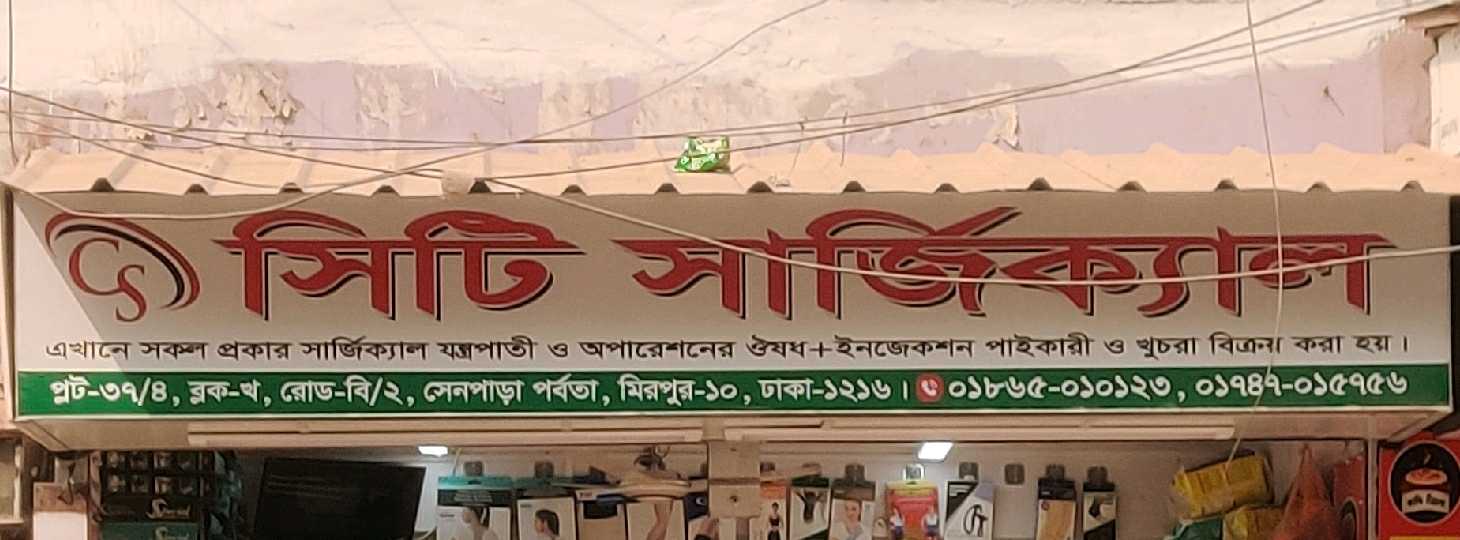 CS সিটি সার্জিক্যাল
এখানে সকল প্রকার সার্জিক্যাল যন্ত্রপাতী ও অপারেশনের ঔষধ+ইনজেকশন পাইকারী ও খুচরা বিক্রয় করা হয়।
প্লট-৩৭/৪, ব্লক-খ, রোড-বি/২, সেনপাড়া পর্বতা, মিরপুর-১০, ঢাকা-১২১৬। ০১৮৬৫-০১০১২৩, ০১৭৪৭-০১৫৭৫৬